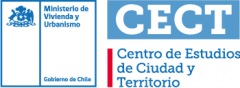 Ministerio de
Vivienda y
Urbanismo
Gobierno de Chile
CECT
Centro de Estudios
de Ciudad y
Territorio